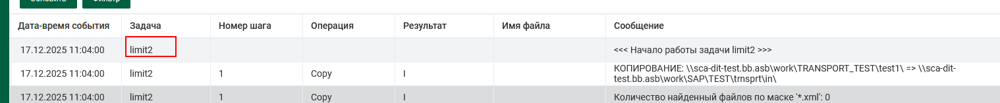 Обновить Фильтр
Дата-время события Задача Номер шага Операция Результат Имя файла Сообщение
17.12.2025 11:04:00 limit2 <<< Начало работы задачи limit2 >>>
17.12.2025 11:04:00 limit2 1 Copy I КОПИРОВАНИЕ: \\sca-dit-test.bb.asb\work\TRANSPORT_TEST\test1\ => \\sca-dit-
test.bb.asb\work\SAP\TEST\trnsprt\in\
17.12.2025 11:04:00 limit2 1 Copy I Количество найденный файлов по маске '*.xml': 0